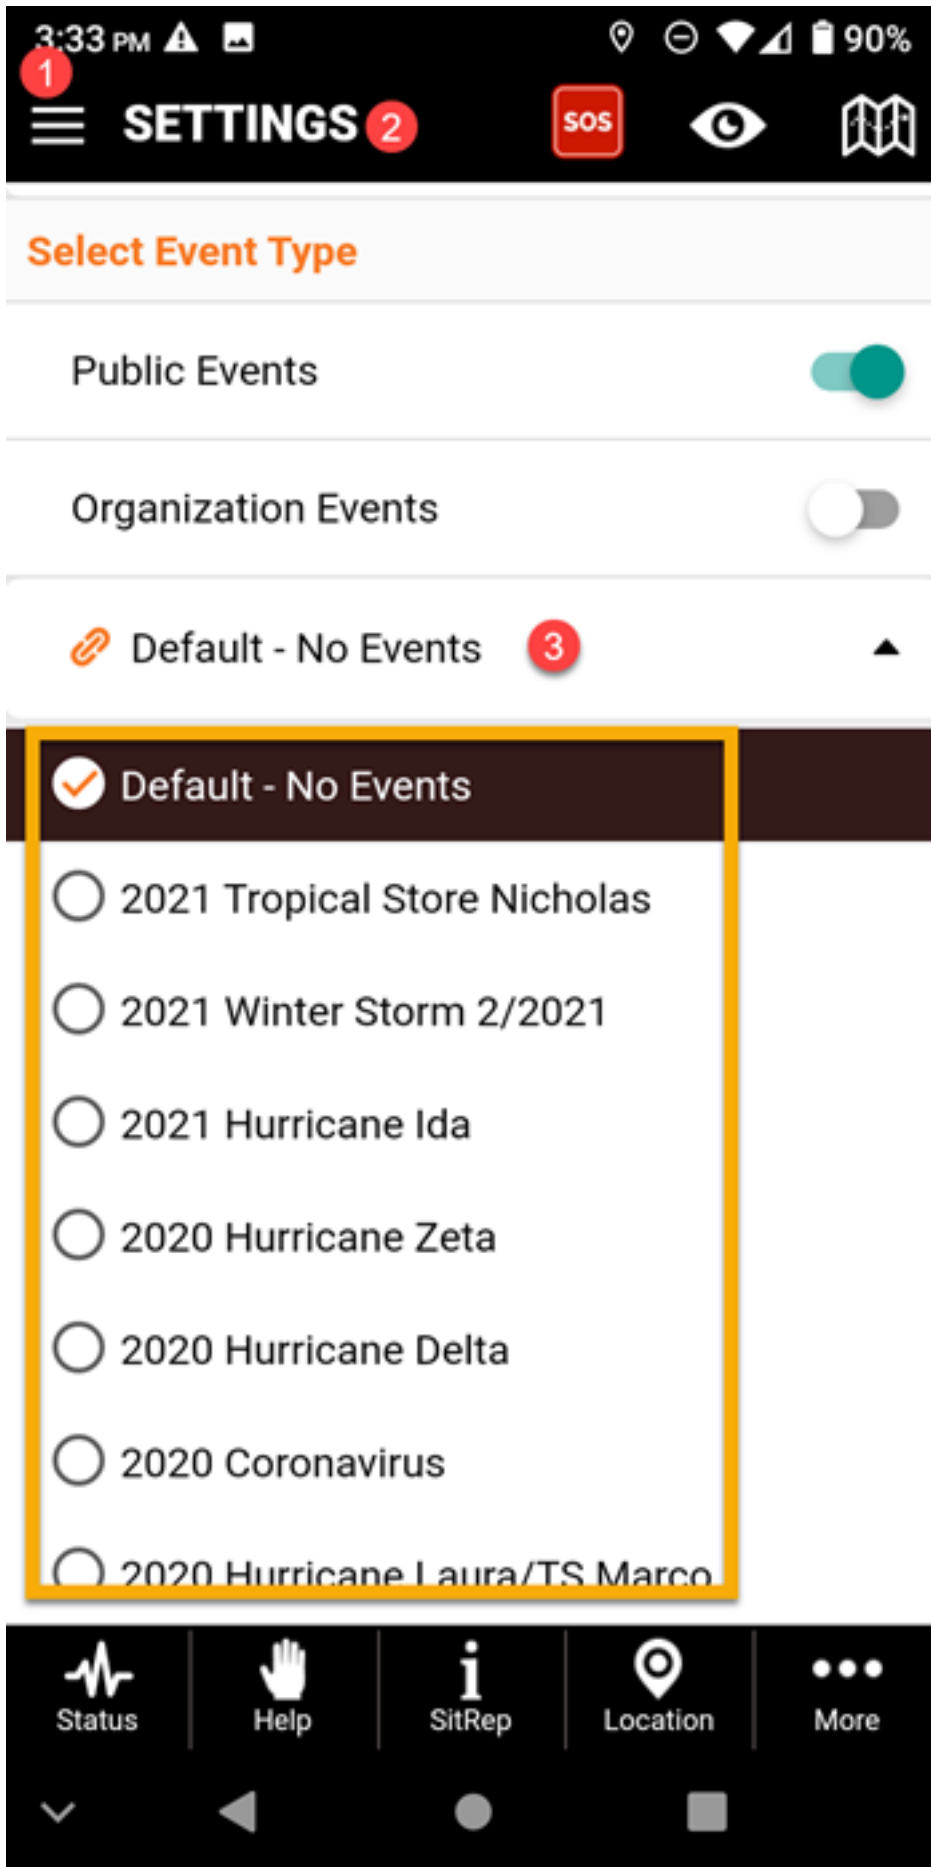 3:33 PM 90%
1
SETTINGS 2 SOS
Select Event Type
Public Events
Organization Events
Default - No Events 3
Default - No Events
2021 Tropical Store Nicholas
2021 Winter Storm 2/2021
2021 Hurricane Ida
2020 Hurricane Zeta
2020 Hurricane Delta
2020 Coronavirus
2020 Hurricane Laura/TS Marco
Status Help SitRep Location More